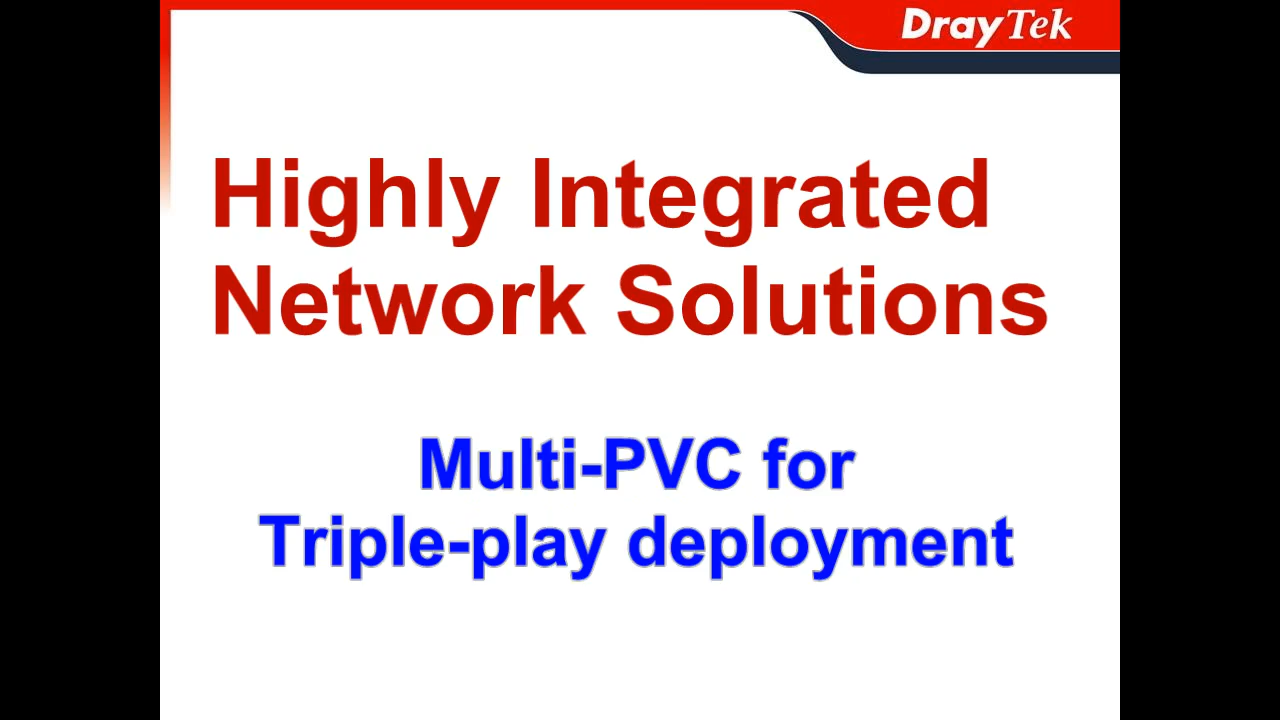 DrayTek
Highly Integrated
Network Solutions
Multi-PVC for
Triple-play deployment